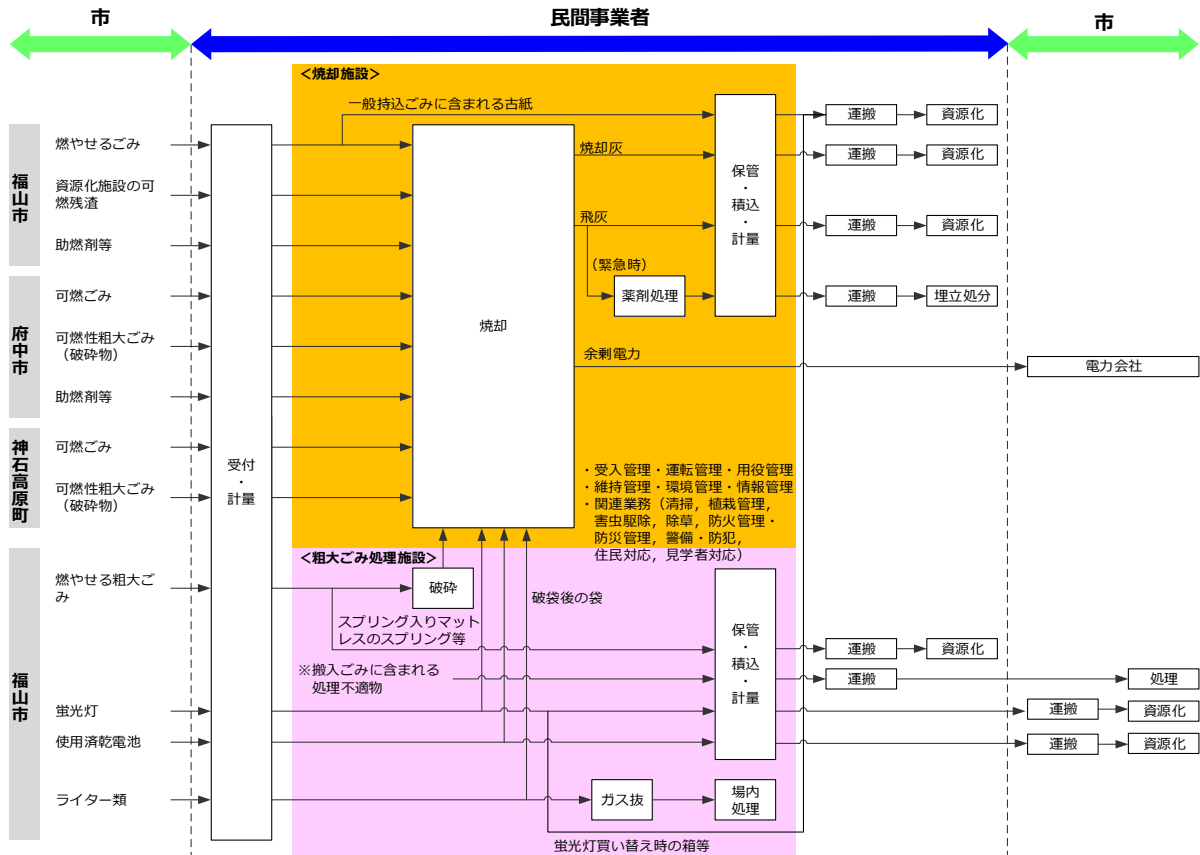 市
民間事業者
市
＜焼却施設＞
一般持込ごみに含まれる古紙
運搬
資源化
福山市
燃やせるごみ
焼却灰
運搬
資源化
資源化施設の可
燃残渣
保管
・
積込
・
計量
飛灰
運搬
資源化
助燃剤等
（緊急時）
薬剤処理
運搬
埋立処分
府中市
可燃ごみ
焼却
可燃性粗大ごみ
（破砕物）
余剰電力
電力会社
助燃剤等
神石高原町
可燃ごみ
受付
・
計量
可燃性粗大ごみ
（破砕物）
・受入管理・運転管理・用役管理
・維持管理・環境管理・情報管理
・関連業務（清掃，植栽管理，
害虫駆除，除草，防火管理・
防災管理，警備・防犯，
住民対応，見学者対応）
＜粗大ごみ処理施設＞
福山市
燃やせる粗大ご
み
破砕
破袋後の袋
スプリング入りマット
レスのスプリング等
保管
・
積込
・
計量
運搬
資源化
※搬入ごみに含まれる
処理不適物
運搬
処理
蛍光灯
運搬
資源化
使用済乾電池
運搬
資源化
ライター類
ガス抜
場内
処理
蛍光灯買い替え時の箱等